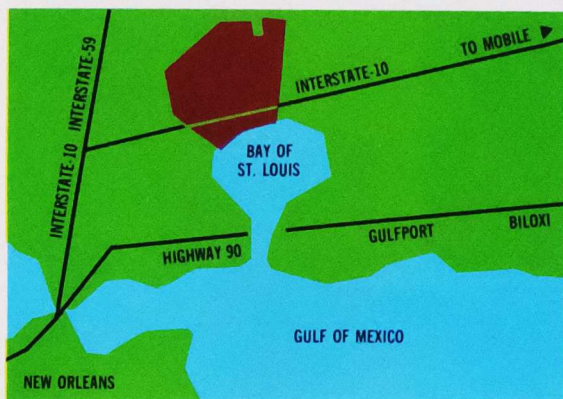 INTERSTATE-59
INTERSTATE-10
TO MOBILE
INTERSTATE-10
BAY OF
ST. LOUIS
HIGHWAY 90
GULFPORT
BILOXI
GULF OF MEXICO
NEW ORLEANS